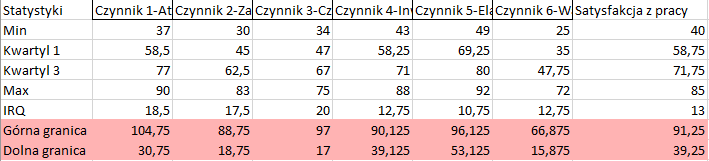 Statystyki Czynnik 1-At Czynnik 2-Za Czynnik 3-Cz Czynnik 4-Inv Czynnik 5-Ela Czynnik 6-W Satysfakcja z pracy
Min 37 30 34 43 49 25 40
Kwartyl 1 58,5 45 47 58,25 69,25 35 58,75
Kwartyl 3 77 62,5 67 71 80 47,75 71,75
Max 90 83 75 88 92 72 85
IRQ 18,5 17,5 20 12,75 10,75 12,75 13
Górna granica 104,75 88,75 97 90,125 96,125 66,875 91,25
Dolna granica 30,75 18,75 17 39,125 53,125 15,875 39,25